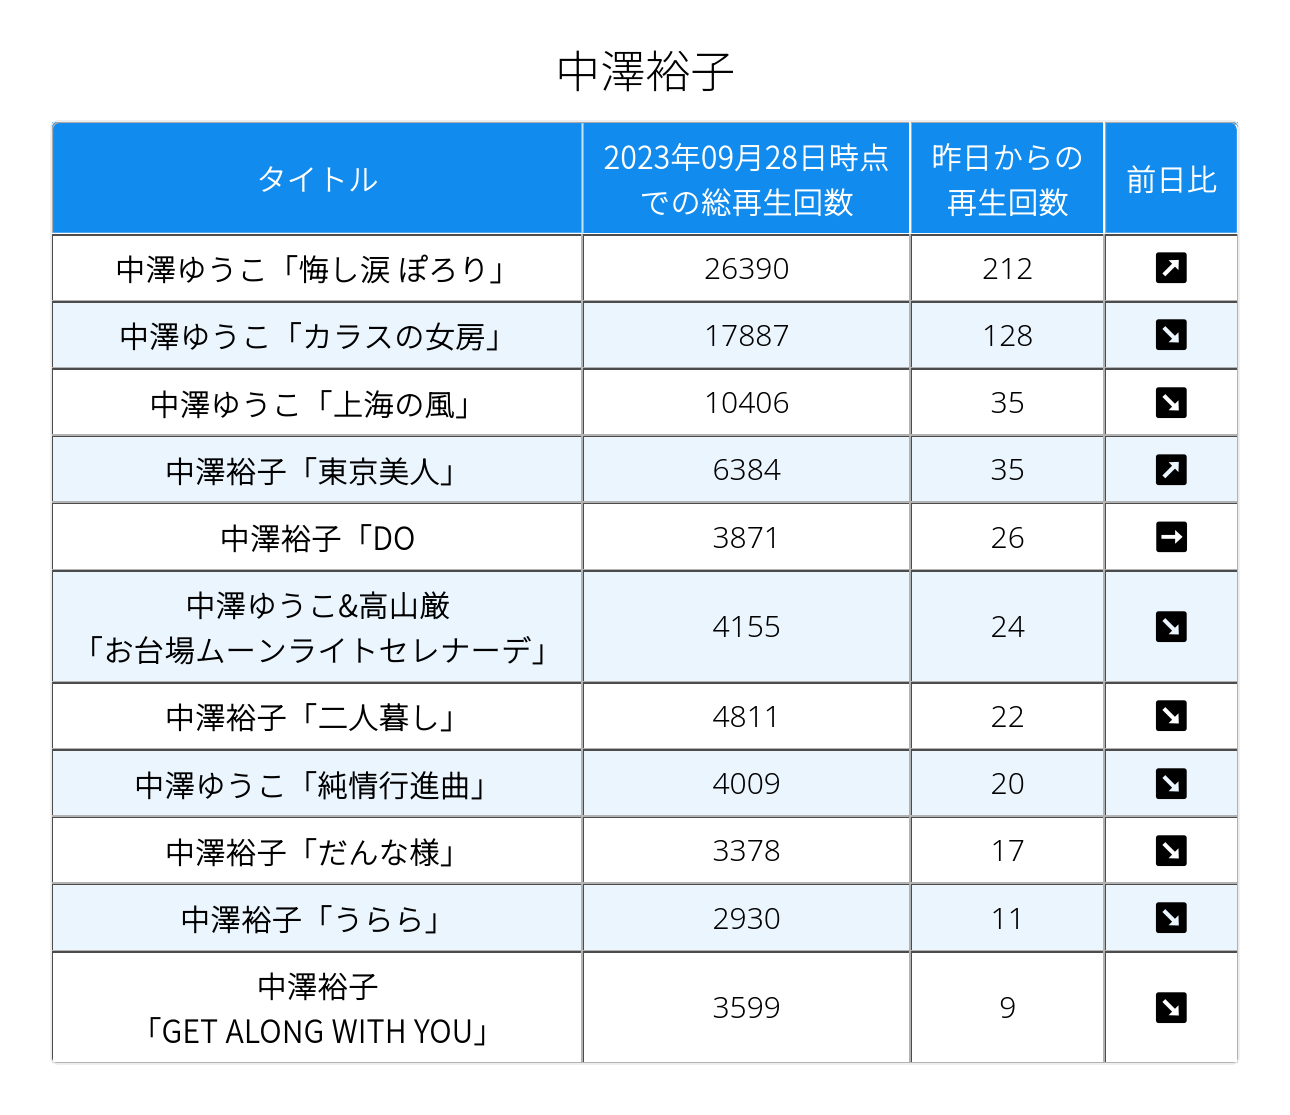 中澤裕子
タイトル
2023年09月28日時点
での総再生回数
昨日からの
再生回数
前日比
中澤ゆうこ「悔し涙 ぽろり」
26390
212
中澤ゆうこ「カラスの女房」
17887
128
中澤ゆうこ「上海の風」
10406
35
中澤裕子「東京美人」
6384
35
中澤裕子「DO
3871
26
中澤ゆうこ&高山厳
「お台場ムーンライトセレナーデ」
4155
24
中澤裕子「二人暮し」
4811
22
中澤ゆうこ「純情行進曲」
4009
20
中澤裕子「だんな様」
3378
17
中澤裕子「うらら」
2930
11
中澤裕子
「GET ALONG WITH YOU」
3599
9